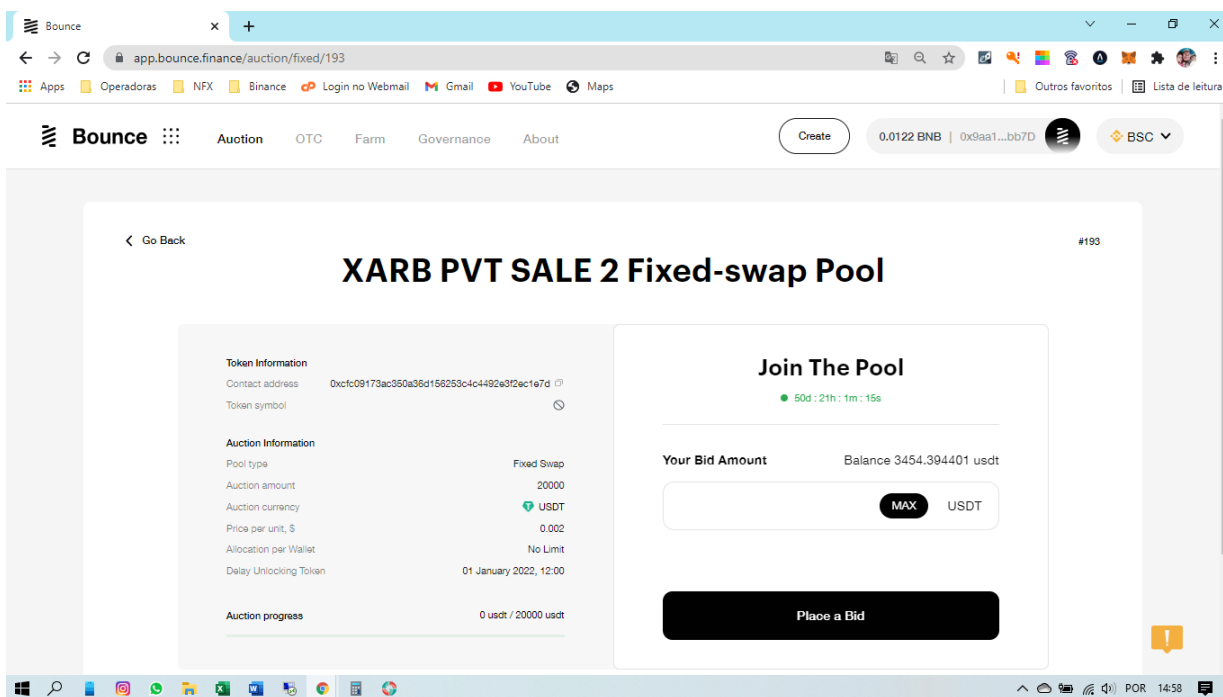 Bounce
app.bounce.finance/auction/fixed/193
Apps Operadoras NFX Binance Login no Webmail Gmail YouTube Maps Outros favoritos Lista de leitura
Bounce Auction OTC Farm Governance About Create 0.0122 BNB | 0x9aa1...bb7D BSC
Go Back #193
XARB PVT SALE 2 Fixed-swap Pool
Token Information
Contact address 0xcfc09173ac350a36d156253c4c4492e3f2ec1e7d
Token symbol
Auction Information
Pool type Fixed Swap
Auction amount 20000
Auction currency USDT
Price per unit, $ 0.002
Allocation per Wallet No Limit
Delay Unlocking Token 01 January 2022, 12:00
Auction progress 0 usdt / 20000 usdt
Join The Pool
50d : 21h : 1m : 15s
Your Bid Amount Balance 3454.394401 usdt
MAX USDT
Place a Bid
POR 14:58